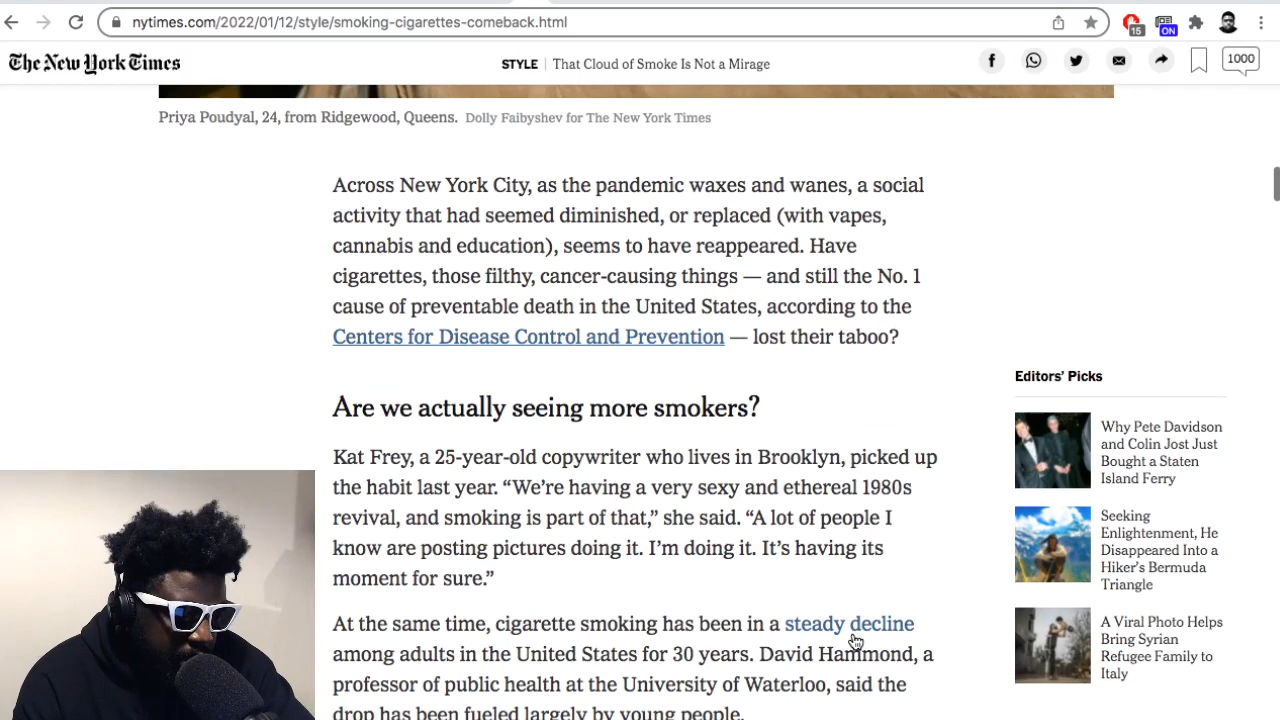 nytimes.com/2022/01/12/style/smoking-cigarettes-comeback.html
15
ON
The New York Times
STYLE | That Cloud of Smoke Is Not a Mirage
1000
Priya Poudyal, 24, from Ridgewood, Queens. Dolly Faibyshev for The New York Times
Across New York City, as the pandemic waxes and wanes, a social
activity that had seemed diminished, or replaced (with vapes,
cannabis and education), seems to have reappeared. Have
cigarettes, those filthy, cancer-causing things — and still the No. 1
cause of preventable death in the United States, according to the
Centers for Disease Control and Prevention — lost their taboo?
Are we actually seeing more smokers?
Kat Frey, a 25-year-old copywriter who lives in Brooklyn, picked up
the habit last year. “We’re having a very sexy and ethereal 1980s
revival, and smoking is part of that,” she said. “A lot of people I
know are posting pictures doing it. I’m doing it. It’s having its
moment for sure.”
At the same time, cigarette smoking has been in a steady decline
among adults in the United States for 30 years. David Hammond, a
professor of public health at the University of Waterloo, said the
drop has been fueled largely by young people.
Editors’ Picks
Why Pete Davidson
and Colin Jost Just
Bought a Staten
Island Ferry
Seeking
Enlightenment, He
Disappeared Into a
Hiker’s Bermuda
Triangle
A Viral Photo Helps
Bring Syrian
Refugee Family to
Italy